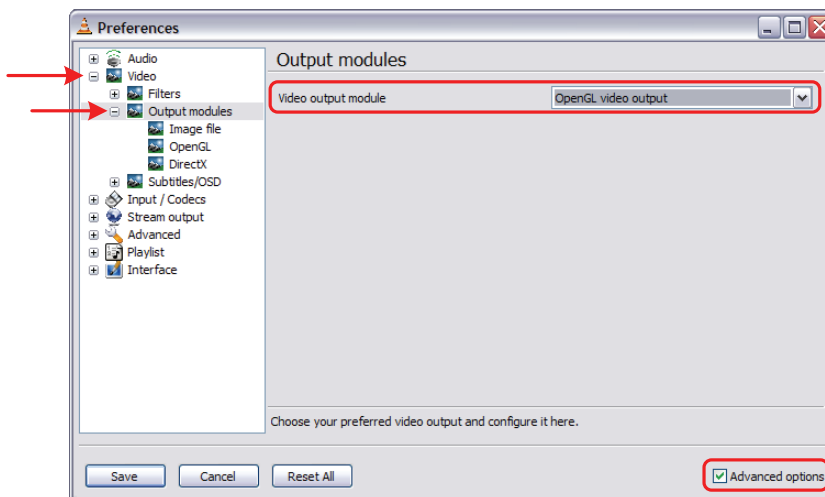 Preferences
Audio
Video
Filters
Output modules
Image file
OpenGL
DirectX
Subtitles/OSD
Input / Codecs
Stream output
Advanced
Playlist
Interface
Output modules
Video output module OpenGL video output
Choose your preferred video output and configure it here.
Save Cancel Reset All Advanced options